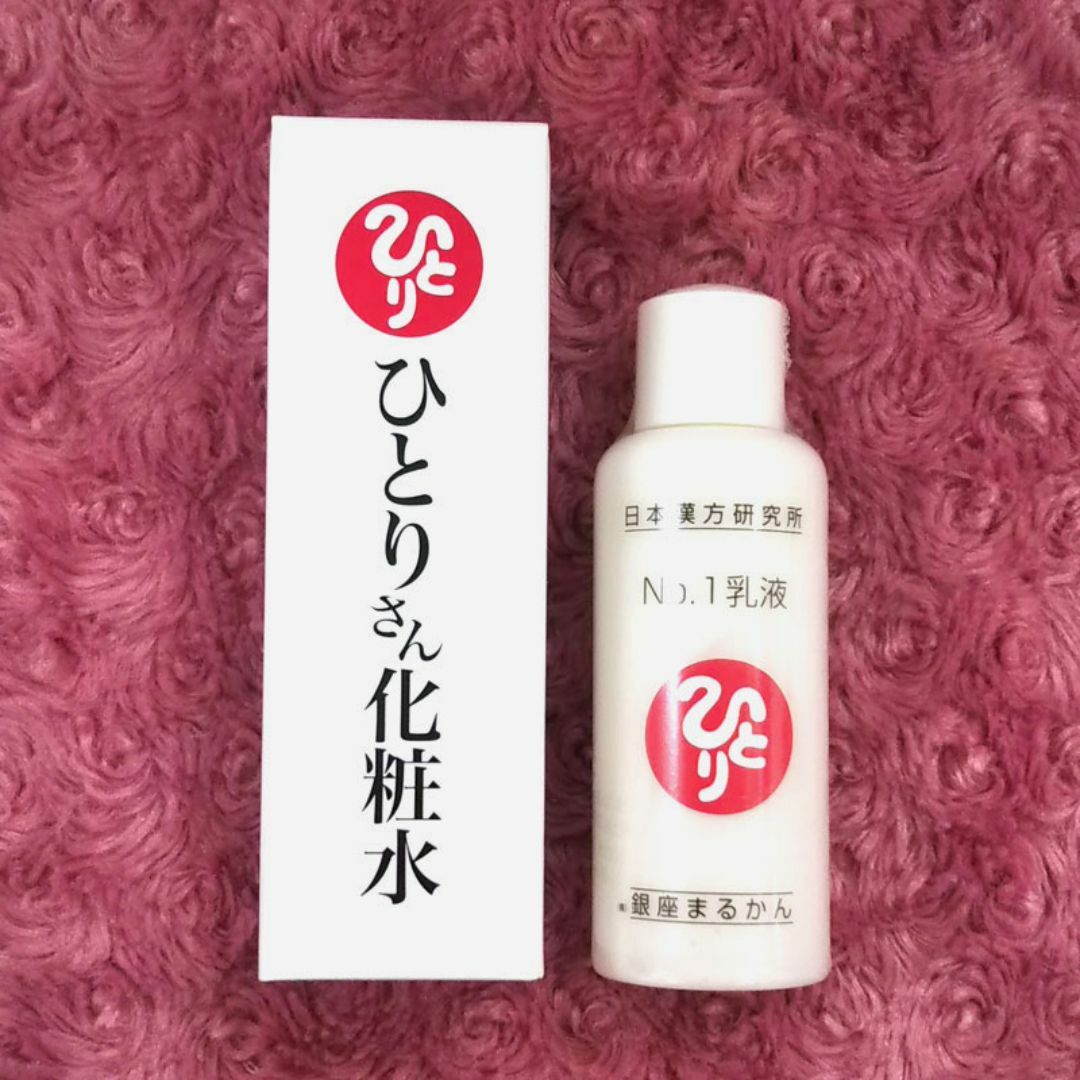 ひとり
ひとりさん化粧水
日本漢方研究所
No.1乳液
ひとり
㈱銀座まるかん